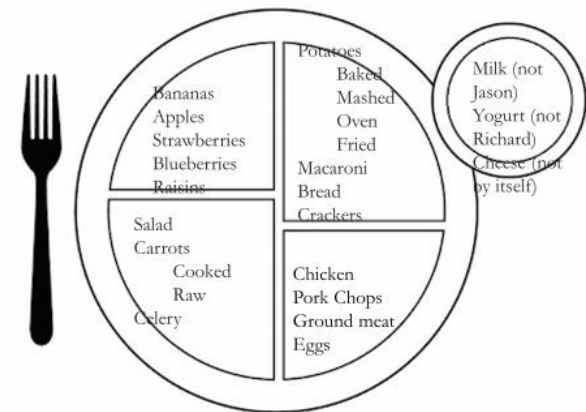 Bananas
Apples
Strawberries
Blueberries
Raisins
Potatoes
Baked
Mashed
Oven
Fried
Macaroni
Bread
Crackers
Milk (not
Jason)
Yogurt (not
Richard)
Cheese (not
by itself)
Salad
Carrots
Cooked
Raw
Celery
Chicken
Pork Chops
Ground meat
Eggs